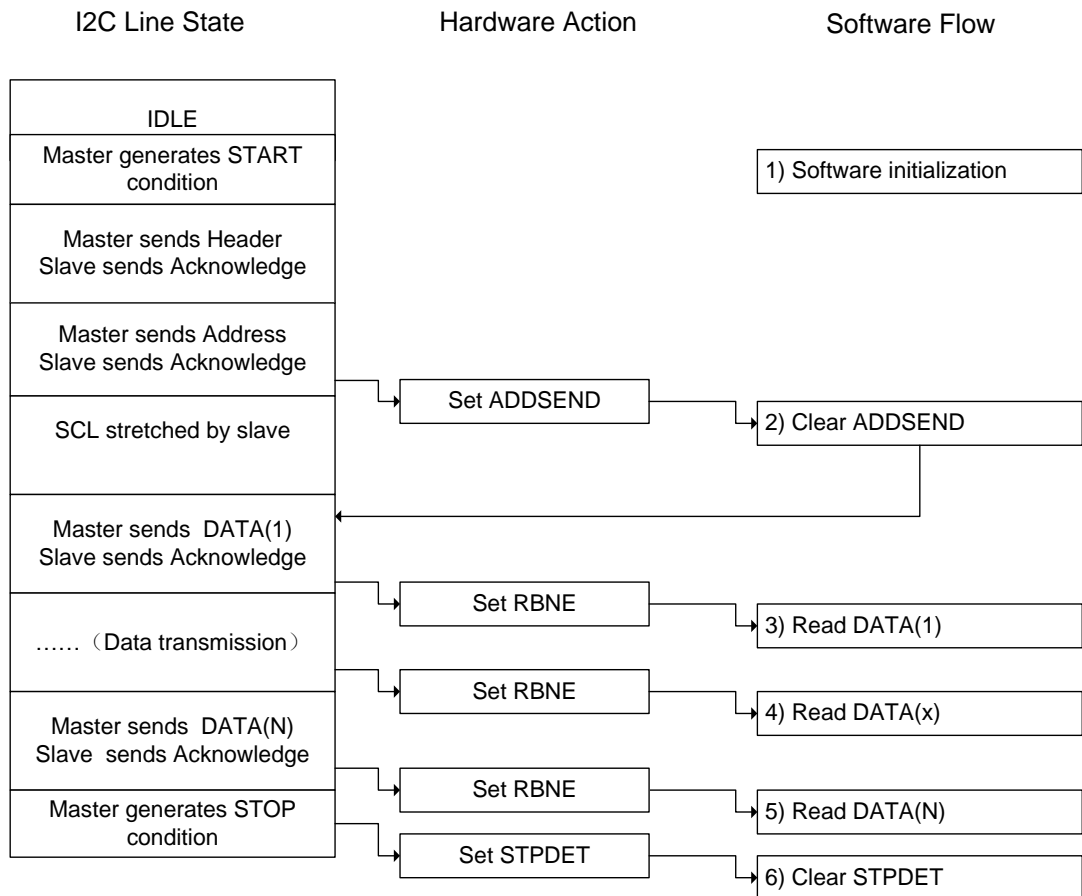 I2C Line State
Hardware Action
Software Flow
IDLE
Master generates START
condition
1) Software initialization
Master sends Header
Slave sends Acknowledge
Master sends Address
Slave sends Acknowledge
Set ADDSEND
2) Clear ADDSEND
SCL stretched by slave
Master sends DATA(1)
Slave sends Acknowledge
Set RBNE
3) Read DATA(1)
……（Data transmission）
Set RBNE
4) Read DATA(x)
Master sends DATA(N)
Slave sends Acknowledge
Set RBNE
5) Read DATA(N)
Master generates STOP
condition
Set STPDET
6) Clear STPDET